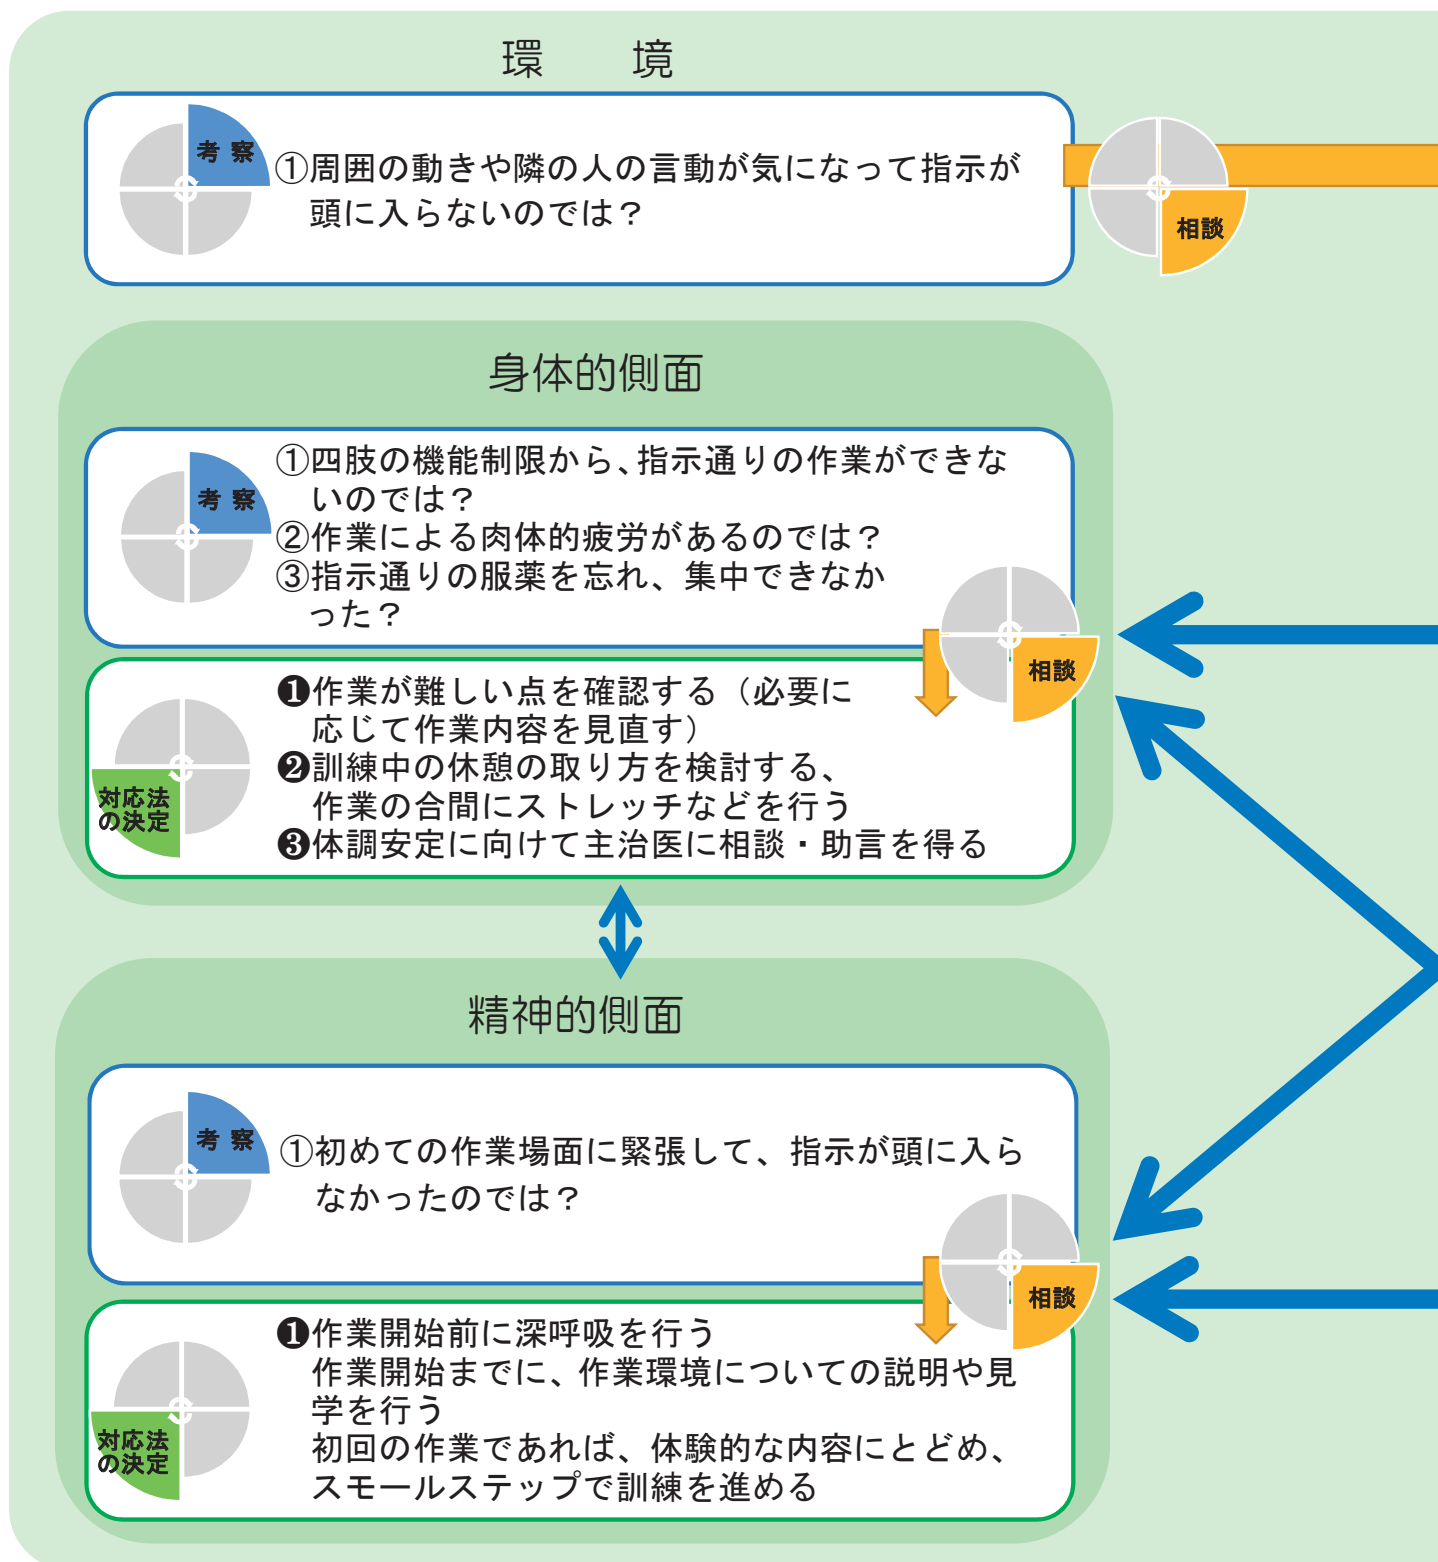 環　境
考察
①周囲の動きや隣の人の言動が気になって指示が
頭に入らないのでは？
相談
身体的側面
考察
①四肢の機能制限から、指示通りの作業ができな
いのでは？
②作業による肉体的疲労があるのでは？
③指示通りの服薬を忘れ、集中できなか
った？
相談
対応法
の決定
❶作業が難しい点を確認する（必要に
応じて作業内容を見直す）
❷訓練中の休憩の取り方を検討する、
作業の合間にストレッチなどを行う
❸体調安定に向けて主治医に相談・助言を得る
精神的側面
考察
①初めての作業場面に緊張して、指示が頭に入ら
なかったのでは？
相談
対応法
の決定
❶作業開始前に深呼吸を行う
作業開始までに、作業環境についての説明や見
学を行う
初回の作業であれば、体験的な内容にとどめ、
スモールステップで訓練を進める